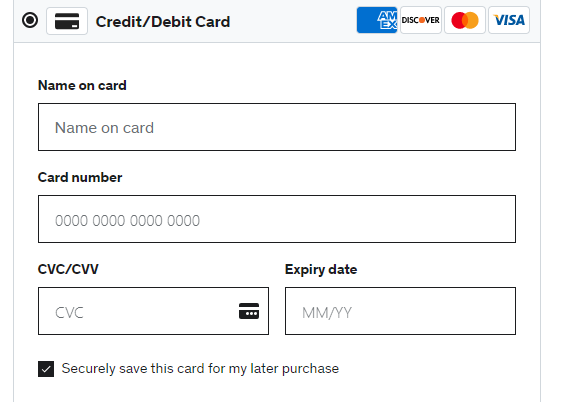 Credit/Debit Card AM EX DISCOVER VISA
Name on card
Name on card
Card number
0000 0000 0000 0000
CVC/CVV Expiry date
CVC MM/YY
Securely save this card for my later purchase